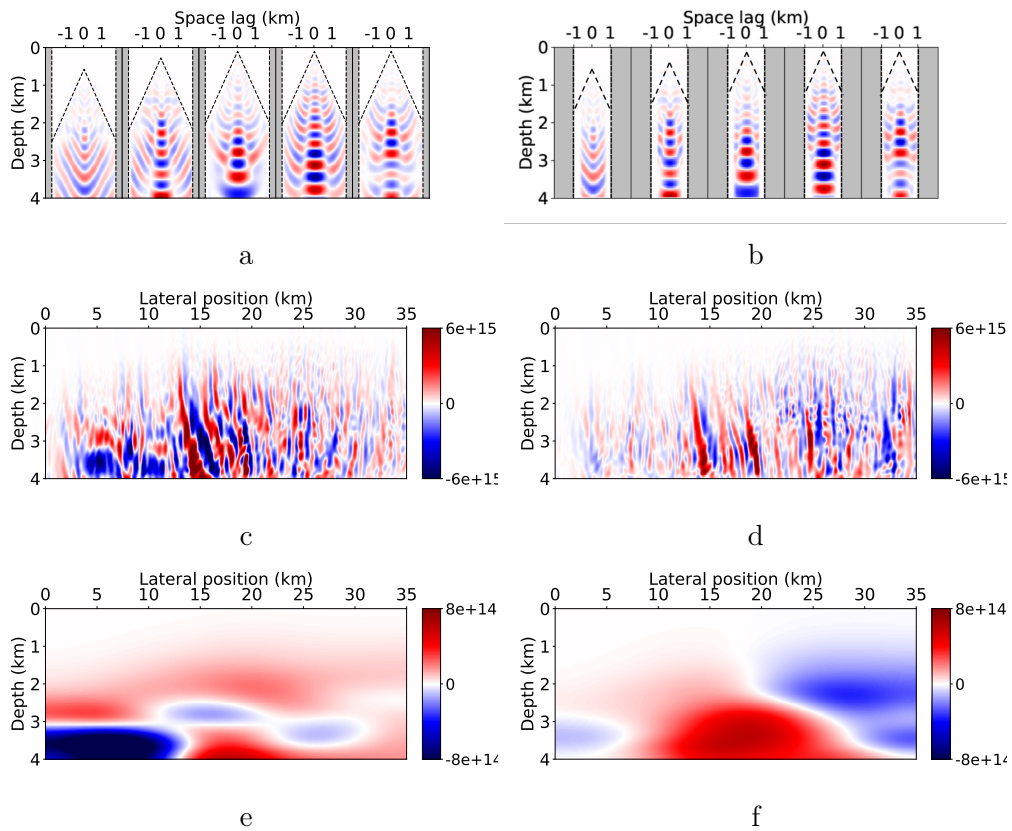 Space lag (km)
-1 0 1 -1 0 1 -1 0 1 -1 0 1 -1 0 1
Depth (km)
0
1
2
3
4
a
Space lag (km)
-1 0 1 -1 0 1 -1 0 1 -1 0 1 -1 0 1
Depth (km)
0
1
2
3
4
b
Lateral position (km)
0 5 10 15 20 25 30 35
Depth (km)
0
1
2
3
4
6e+15
0
-6e+15
c
Lateral position (km)
0 5 10 15 20 25 30 35
Depth (km)
0
1
2
3
4
6e+15
0
-6e+15
d
Lateral position (km)
0 5 10 15 20 25 30 35
Depth (km)
0
1
2
3
4
8e+14
0
-8e+14
e
Lateral position (km)
0 5 10 15 20 25 30 35
Depth (km)
0
1
2
3
4
8e+14
0
-8e+14
f